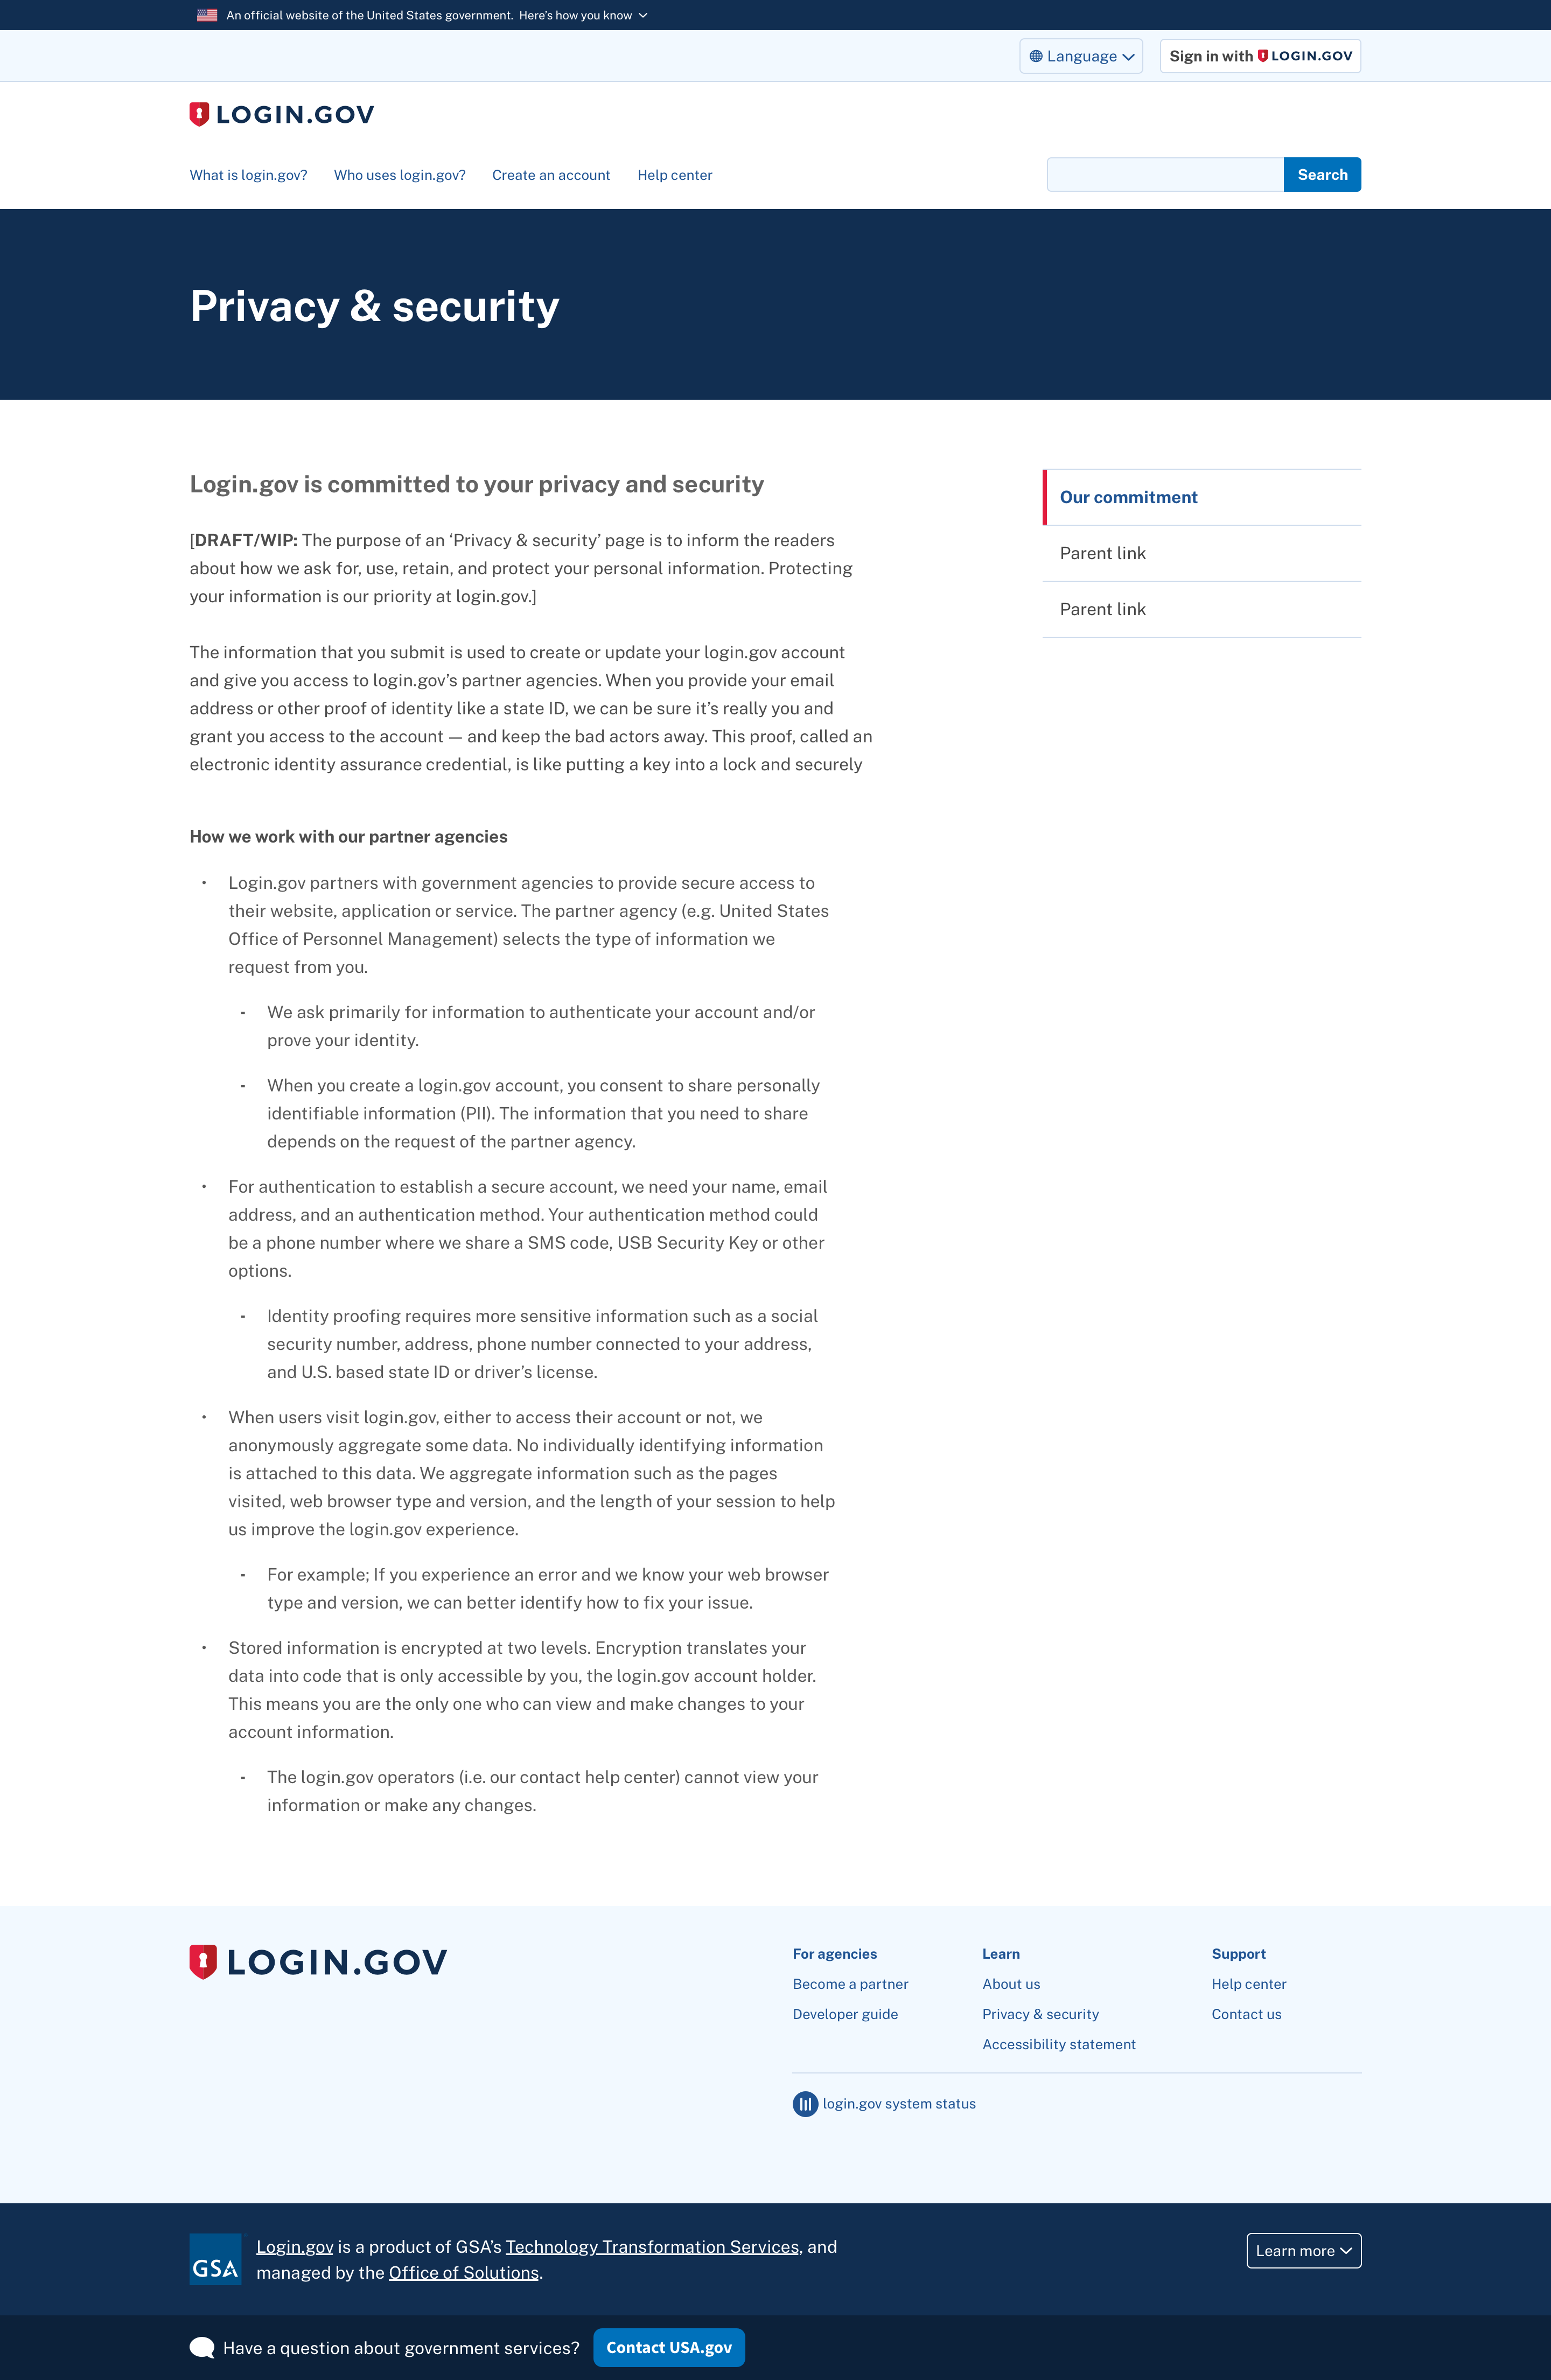 An official website of the United States government. Here's how you know
Language
Sign in with LOGIN.GOV
LOGIN.GOV
What is login.gov? Who uses login.gov? Create an account Help center
Search
Privacy & security
Login.gov is committed to your privacy and security
[DRAFT/WIP: The purpose of an ‘Privacy & security’ page is to inform the readers
about how we ask for, use, retain, and protect your personal information. Protecting
your information is our priority at login.gov.]
The information that you submit is used to create or update your login.gov account
and give you access to login.gov’s partner agencies. When you provide your email
address or other proof of identity like a state ID, we can be sure it’s really you and
grant you access to the account — and keep the bad actors away. This proof, called an
electronic identity assurance credential, is like putting a key into a lock and securely
How we work with our partner agencies
• Login.gov partners with government agencies to provide secure access to
their website, application or service. The partner agency (e.g. United States
Office of Personnel Management) selects the type of information we
request from you.
- We ask primarily for information to authenticate your account and/or
prove your identity.
- When you create a login.gov account, you consent to share personally
identifiable information (PII). The information that you need to share
depends on the request of the partner agency.
• For authentication to establish a secure account, we need your name, email
address, and an authentication method. Your authentication method could
be a phone number where we share a SMS code, USB Security Key or other
options.
- Identity proofing requires more sensitive information such as a social
security number, address, phone number connected to your address,
and U.S. based state ID or driver’s license.
• When users visit login.gov, either to access their account or not, we
anonymously aggregate some data. No individually identifying information
is attached to this data. We aggregate information such as the pages
visited, web browser type and version, and the length of your session to help
us improve the login.gov experience.
- For example; If you experience an error and we know your web browser
type and version, we can better identify how to fix your issue.
• Stored information is encrypted at two levels. Encryption translates your
data into code that is only accessible by you, the login.gov account holder.
This means you are the only one who can view and make changes to your
account information.
- The login.gov operators (i.e. our contact help center) cannot view your
information or make any changes.
Our commitment
Parent link
Parent link
LOGIN.GOV
For agencies
Become a partner
Developer guide
Learn
About us
Privacy & security
Accessibility statement
Support
Help center
Contact us
login.gov system status
GSA
Login.gov is a product of GSA’s Technology Transformation Services, and
managed by the Office of Solutions.
Learn more
Have a question about government services?
Contact USA.gov